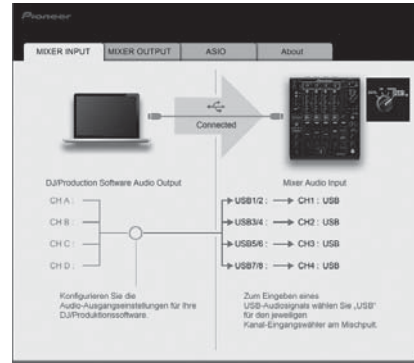 Pioneer
MIXER INPUT MIXER OUTPUT ASIO About
Connected
DJ/Production Software Audio Output Mixer Audio Input
CH A : USB1/2 : CH1 : USB
CH B : USB3/4 : CH2 : USB
CH C : USB5/6 : CH3 : USB
CH D : USB7/8 : CH4 : USB
Konfigurieren Sie die
Audio-Ausgangseinstellungen für Ihre
DJ/Produktionssoftware.
Zum Eingeben eines
USB-Audiosignals wählen Sie „USB"
für den jeweiligen
Kanal-Eingangswähler am Mischpult.